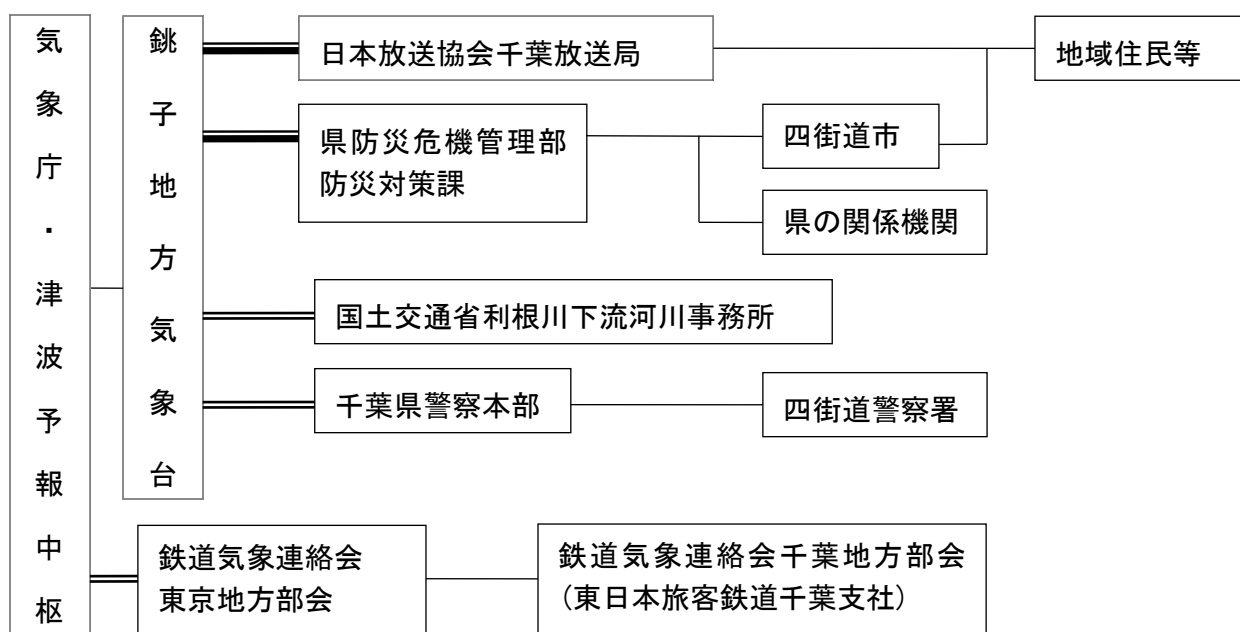 気象庁・津波予報中枢
銚子地方気象台
日本放送協会千葉放送局
地域住民等
県防災危機管理部
防災対策課
四街道市
県の関係機関
国土交通省利根川下流河川事務所
千葉県警察本部
四街道警察署
鉄道気象連絡会
東京地方部会
鉄道気象連絡会千葉地方部会
（東日本旅客鉄道千葉支社）